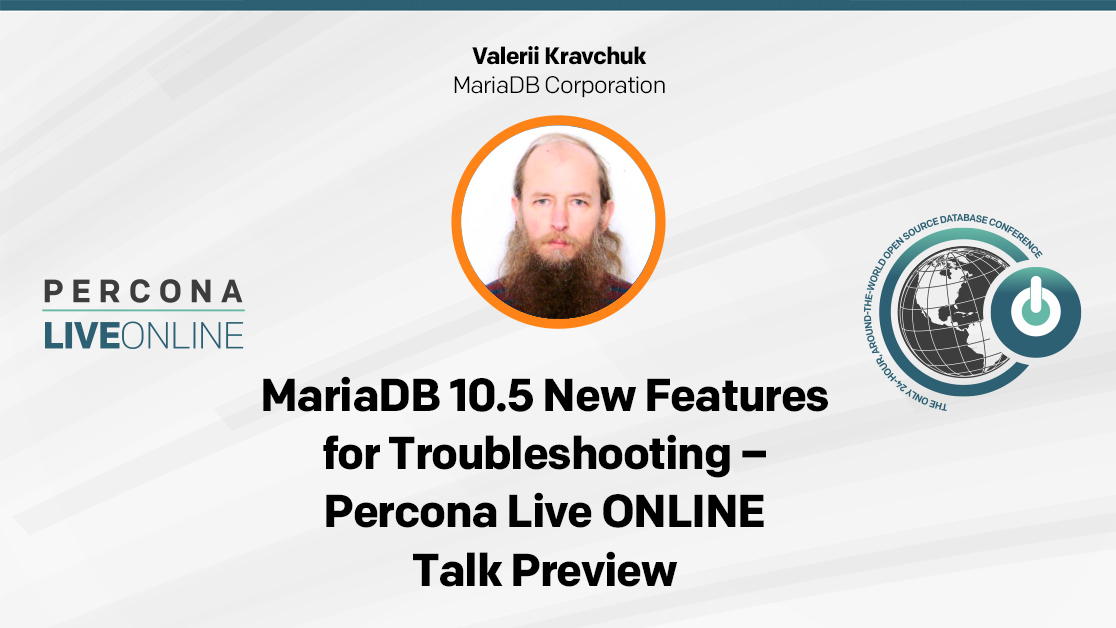 Valerii Kravchuk
MariaDB Corporation
PERCONA
LIVEONLINE
THE ONLY 24-HOUR, AROUND-THE-WORLD OPEN SOURCE DATABASE CONFERENCE
MariaDB 10.5 New Features
for Troubleshooting –
Percona Live ONLINE
Talk Preview